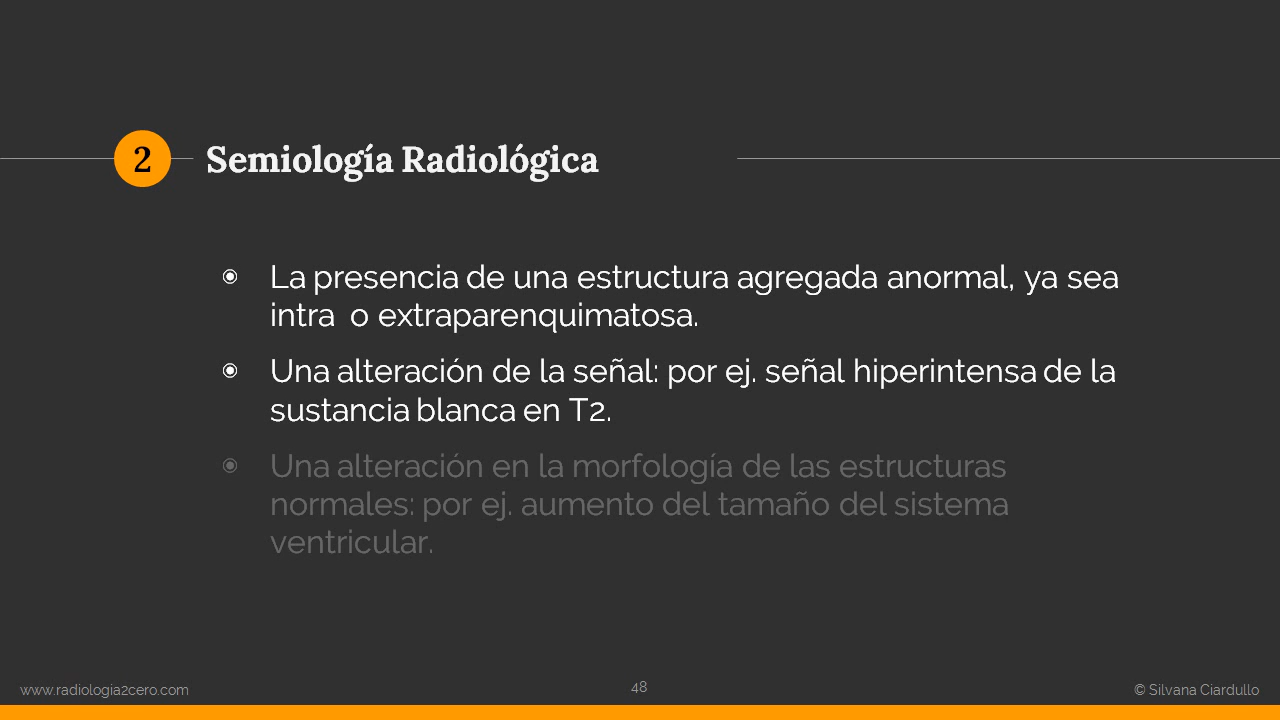 2 Semiología Radiológica
◉ La presencia de una estructura agregada anormal, ya sea
intra  o extraparenquimatosa.
◉ Una alteración de la señal: por ej. señal hiperintensa de la
sustancia blanca en T2.
◉ Una alteración en la morfología de las estructuras
normales: por ej. aumento del tamaño del sistema
ventricular.
www.radiologia2cero.com 48 © Silvana Ciardullo